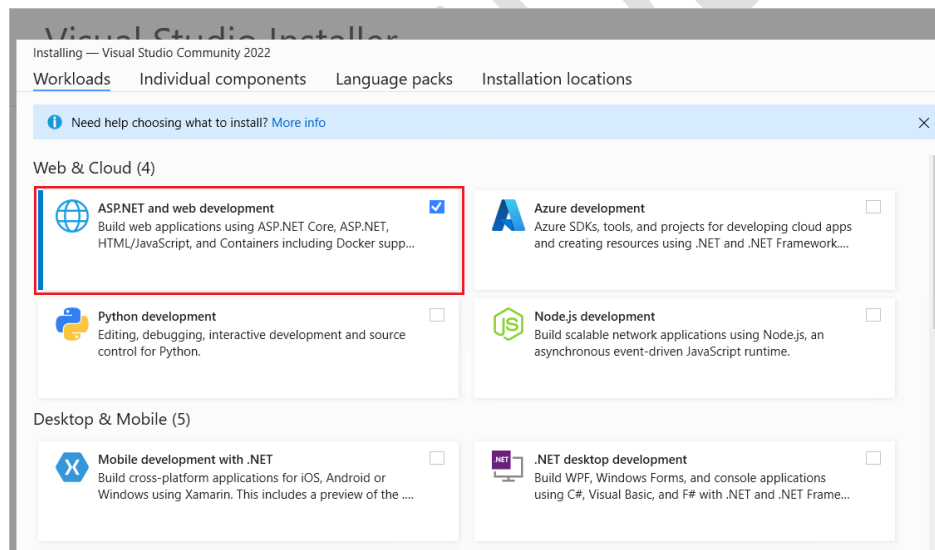 Visual Studio Installer
Installing — Visual Studio Community 2022
Workloads Individual components Language packs Installation locations
Need help choosing what to install? More info
Web & Cloud (4)
ASP.NET and web development
Build web applications using ASP.NET Core, ASP.NET,
HTML/JavaScript, and Containers including Docker supp...
Azure development
Azure SDKs, tools, and projects for developing cloud apps
and creating resources using .NET and .NET Framework....
Python development
Editing, debugging, interactive development and source
control for Python.
JS
Node.js development
Build scalable network applications using Node.js, an
asynchronous event-driven JavaScript runtime.
Desktop & Mobile (5)
Mobile development with .NET
Build cross-platform applications for iOS, Android or
Windows using Xamarin. This includes a preview of the ....
.NET
.NET desktop development
Build WPF, Windows Forms, and console applications
using C#, Visual Basic, and F# with .NET and .NET Frame...